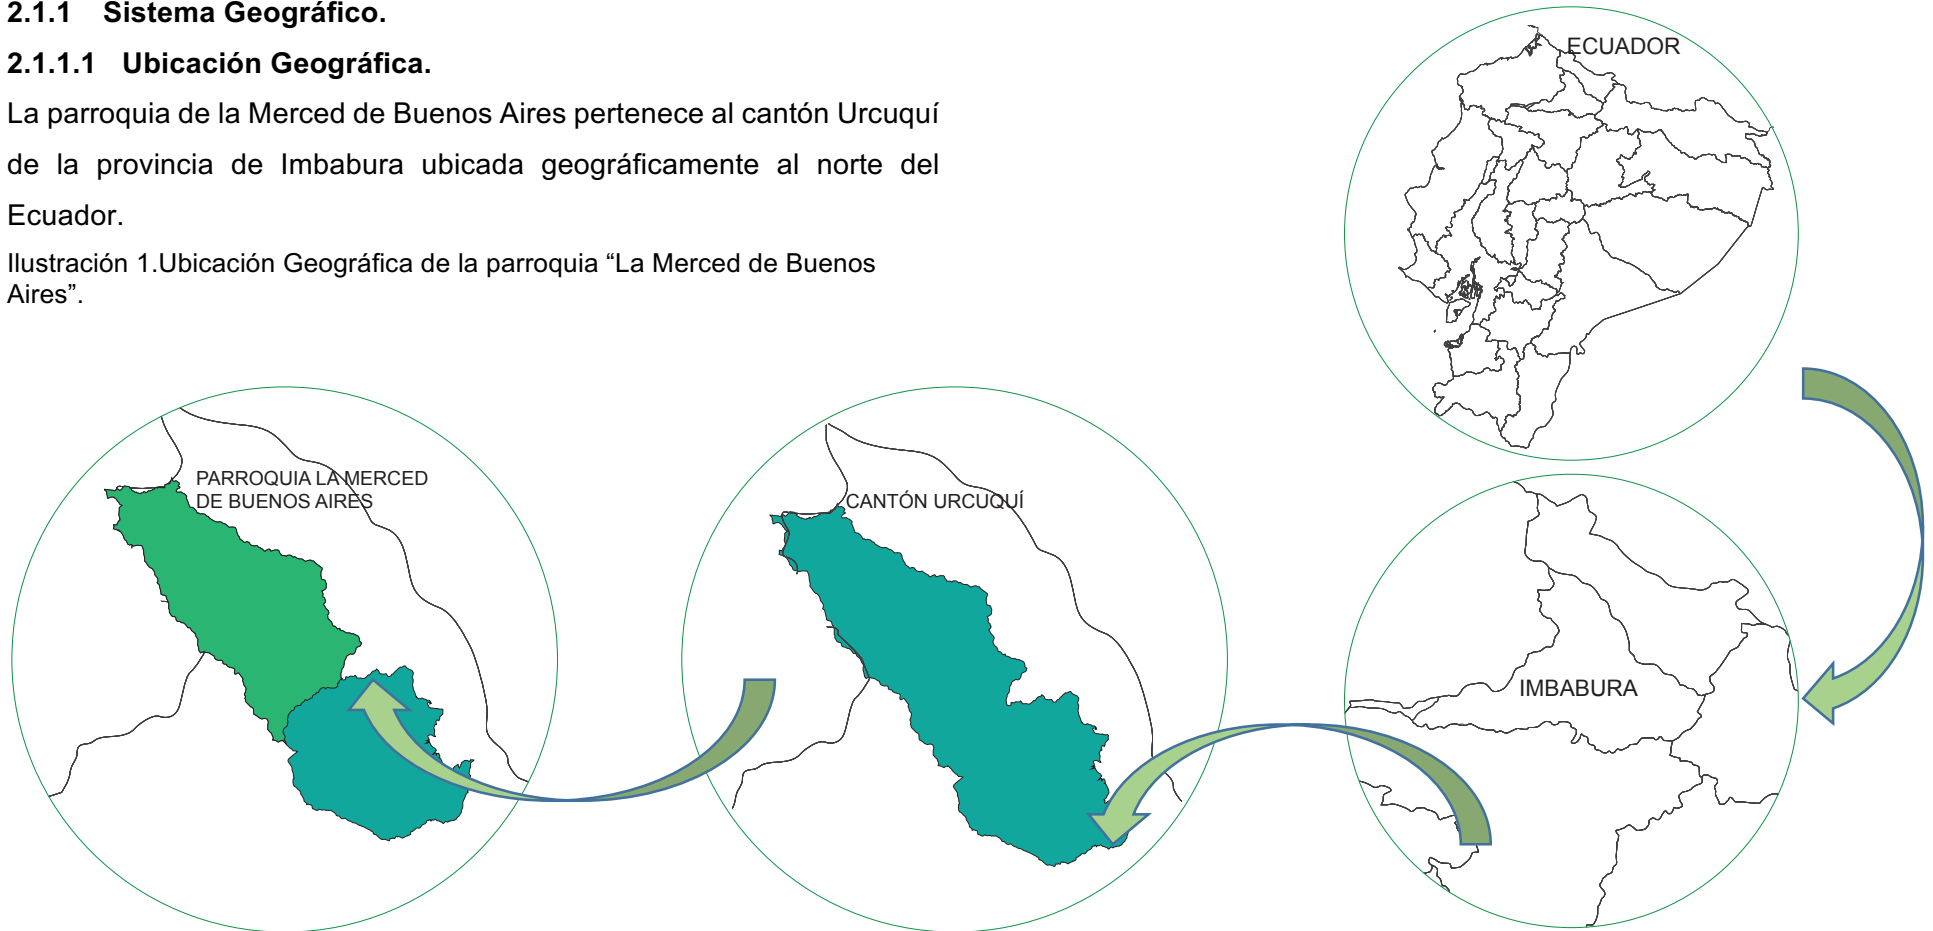 2.1.1 Sistema Geográfico.
2.1.1.1 Ubicación Geográfica.
La parroquia de la Merced de Buenos Aires pertenece al cantón Urcuquí
de la provincia de Imbabura ubicada geográficamente al norte del
Ecuador.
Ilustración 1.Ubicación Geográfica de la parroquia “La Merced de Buenos
Aires”.
ECUADOR
PARROQUIA LA MERCED
DE BUENOS AIRES
CANTÓN URCUQUÍ
IMBABURA